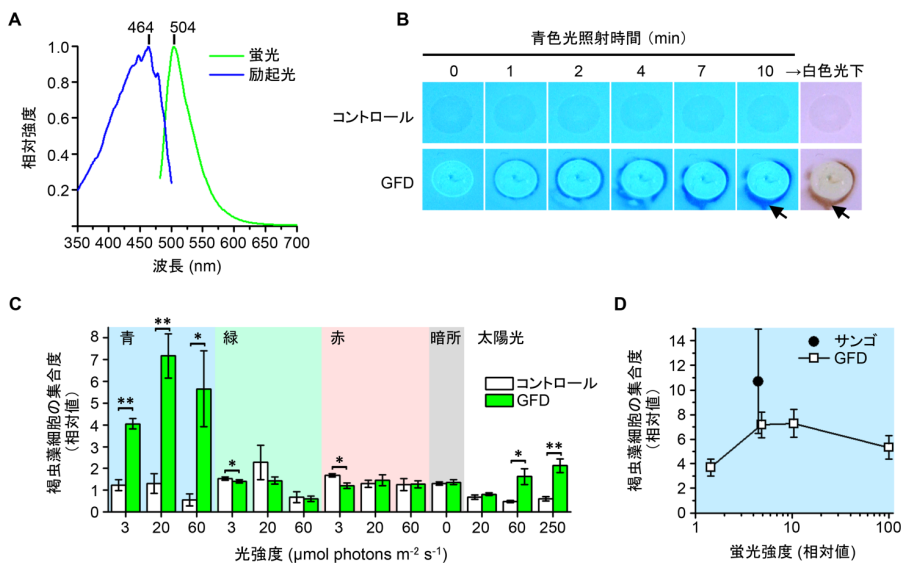 A
464 504
蛍光
励起光
1.0
0.8
0.6
0.4
0.2
相対強度
350 400 450 500 550 600 650 700
波長 (nm)
B
青色光照射時間 (min)
0 1 2 4 7 10 →白色光下
コントロール
GFD
C
青 緑 赤 暗所 太陽光
** ** * * * * **
コントロール
GFD
8
7
6
5
4
3
2
1
0
褐虫藻細胞の集合度
(相対値)
3 20 60 3 20 60 3 20 60 0 20 60 250
光強度 (μmol photons m-2 s-1)
D
サンゴ
GFD
14
12
10
8
6
4
2
0
褐虫藻細胞の集合度
(相対値)
1 10 100
蛍光強度 (相対値)